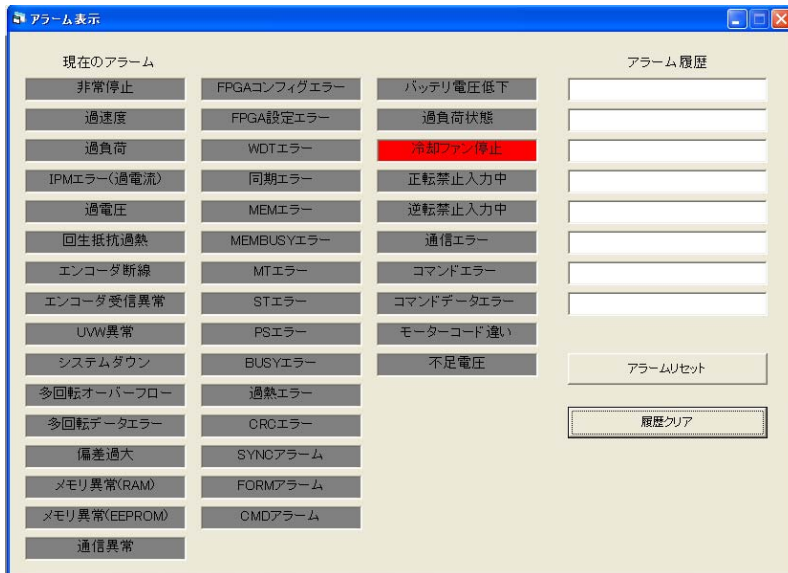 アラーム表示
現在のアラーム
非常停止
過速度
過負荷
IPMエラー(過電流)
過電圧
回生抵抗過熱
エンコーダ断線
エンコーダ受信異常
UVW異常
システムダウン
多回転オーバーフロー
多回転データエラー
偏差過大
メモリ異常(RAM)
メモリ異常(EEPROM)
通信異常
FPGAコンフィグエラー
FPGA設定エラー
WDTエラー
同期エラー
MEMエラー
MEMBUSYエラー
MTエラー
STエラー
PSエラー
BUSYエラー
過熱エラー
CRCエラー
SYNCアラーム
FORMアラーム
CMDアラーム
バッテリ電圧低下
過負荷状態
冷却ファン停止
正転禁止入力中
逆転禁止入力中
通信エラー
コマンドエラー
コマンドデータエラー
モーターコード違い
不足電圧
アラーム履歴
アラームリセット
履歴クリア